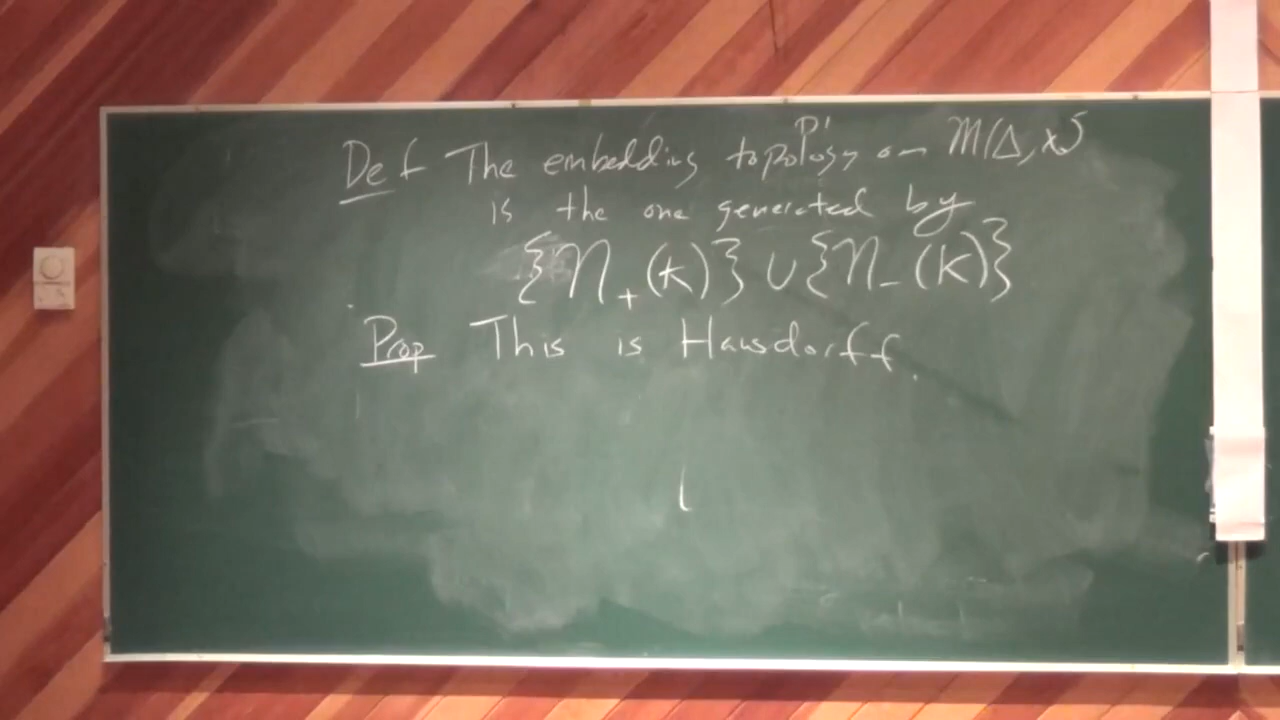 Def The embedding topology on M(Δ, x)
is the one generated by
{N₊(K)} ∪ {N₋(K)}
Prop This is Hausdorff.